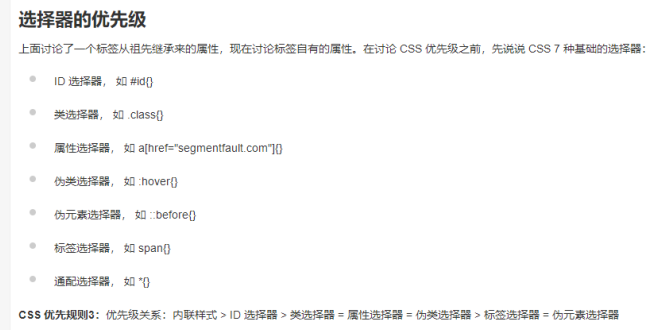 选择器的优先级
上面讨论了一个标签从祖先继承来的属性，现在讨论标签自有的属性。在讨论 CSS 优先级之前，先说说 CSS 7 种基础的选择器：
ID 选择器， 如 #id{}
类选择器， 如 .class{}
属性选择器， 如 a[href="segmentfault.com"]{}
伪类选择器， 如 :hover{}
伪元素选择器， 如 ::before{}
标签选择器， 如 span{}
通配选择器， 如 *{}
CSS 优先规则3：优先级关系：内联样式 > ID 选择器 > 类选择器 = 属性选择器 = 伪类选择器 > 标签选择器 = 伪元素选择器